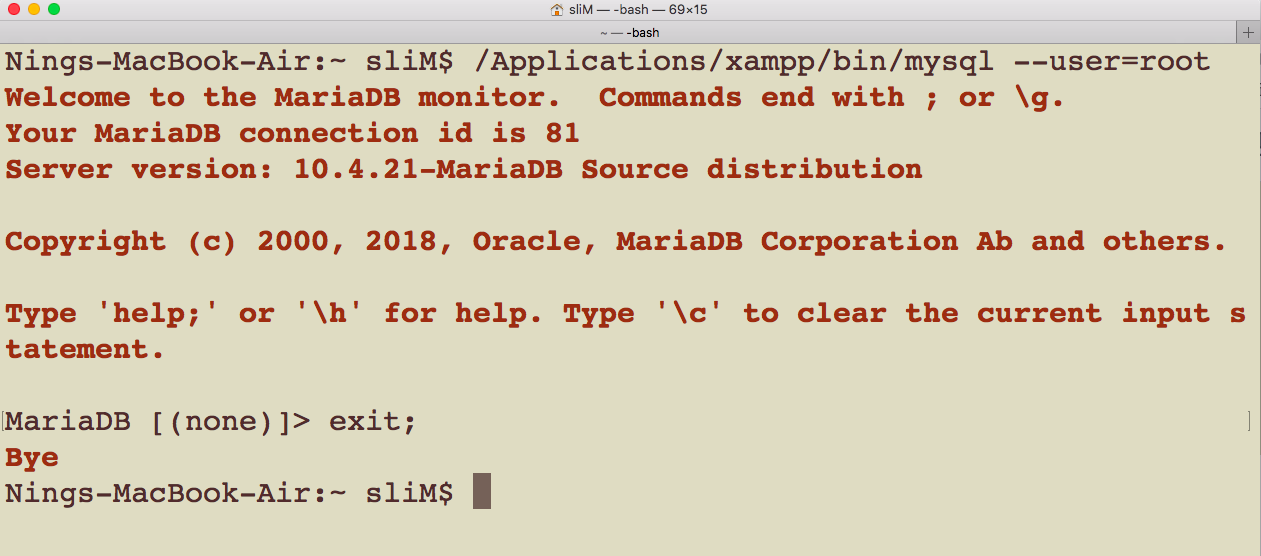 sliM — -bash — 69×15
~ — -bash
Nings-MacBook-Air:~ sliM$ /Applications/xampp/bin/mysql --user=root
Welcome to the MariaDB monitor.  Commands end with ; or \g.
Your MariaDB connection id is 81
Server version: 10.4.21-MariaDB Source distribution
Copyright (c) 2000, 2018, Oracle, MariaDB Corporation Ab and others.
Type 'help;' or '\h' for help. Type '\c' to clear the current input s
tatement.
MariaDB [(none)]> exit;
Bye
Nings-MacBook-Air:~ sliM$